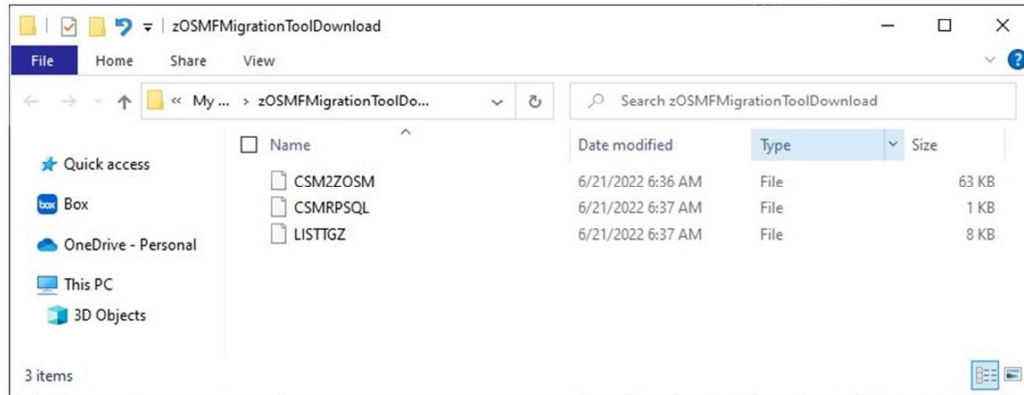 zOSMFMigrationToolDownload
File Home Share View
« My ... > zOSMFMigrationToolDo... Search zOSMFMigrationToolDownload
Name Date modified Type Size
Quick access
CSM2ZOSM 6/21/2022 6:36 AM File 63 KB
box Box
CSMRPSQL 6/21/2022 6:37 AM File 1 KB
LISTTGZ 6/21/2022 6:37 AM File 8 KB
OneDrive - Personal
This PC
3D Objects
3 items